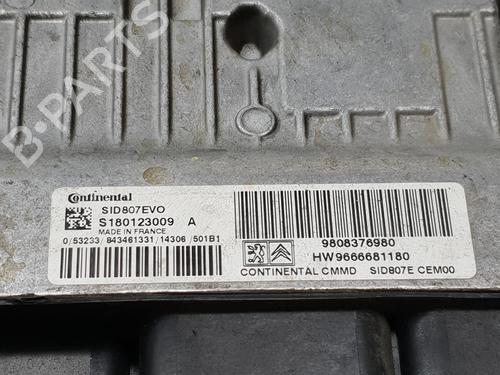 B-PARTS
Continental
SID807EVO
S180123009 A
MADE IN FRANCE
0/53233/843461331/14306/501B1
9808376980
HW9666681180
CONTINENTAL CMMD SID807E CEM00